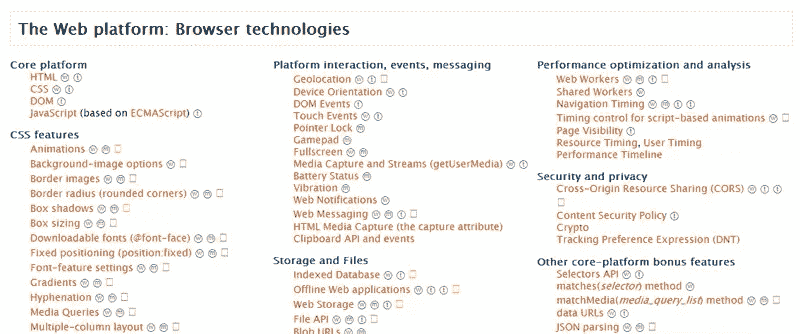 The Web platform: Browser technologies
Core platform
HTML w t
CSS w t
DOM t
JavaScript (based on ECMAScript) t
CSS features
Animations w m
Background-image options w
Border images w m
Border radius (rounded corners) w m
Box shadows w m
Box sizing w m
Downloadable fonts (@font-face) w m
Fixed positioning (position:fixed) w m
Font-feature settings w m
Gradients w m
Hyphenation w m
Media Queries w m
Multiple-column layout w m
Platform interaction, events, messaging
Geolocation w t
Device Orientation w t
DOM Events t
Touch Events w t
Pointer Lock m
Gamepad m
Fullscreen w m
Media Capture and Streams (getUserMedia) w t
Battery Status m
Vibration m
Web Notifications w
Web Messaging w m t
HTML Media Capture (the capture attribute)
Clipboard API and events
Storage and Files
Indexed Database w t
Offline Web applications w t t
Web Storage w m t
File API w m t
Blob URLs m
Performance optimization and analysis
Web Workers w m t
Shared Workers w
Navigation Timing w m t t
Timing control for script-based animations w
Page Visibility t
Resource Timing, User Timing
Performance Timeline
Security and privacy
Cross-Origin Resource Sharing (CORS) w t t
Content Security Policy t
Crypto
Tracking Preference Expression (DNT)
Other core-platform bonus features
Selectors API w t
matches(selector) method w
matchMedia(media_query_list) method w m
data URLs w t
JSON parsing w m